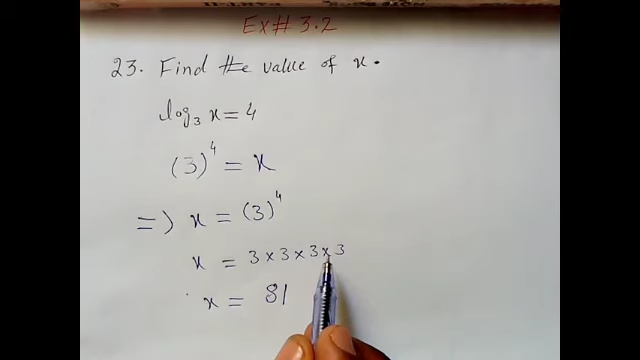 Ex# 3.2
23. Find the value of x.
log₃ x = 4
(3)⁴ = x
=> x = (3)⁴
x = 3 × 3 × 3 × 3
x = 81